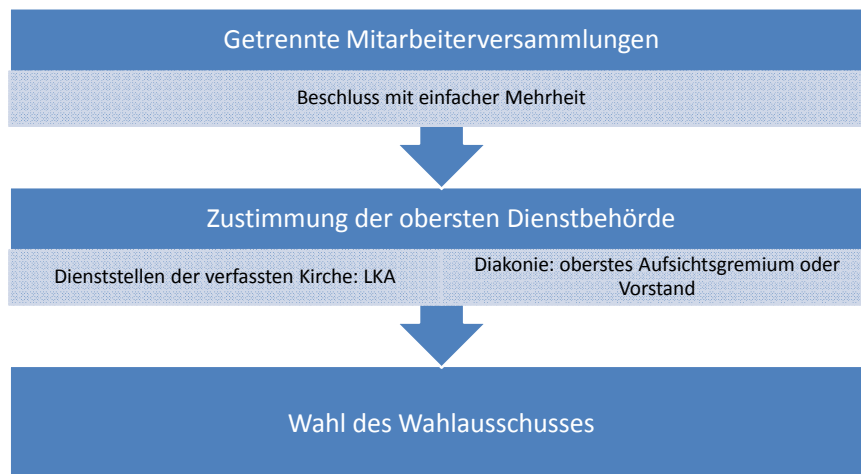 Getrennte Mitarbeiterversammlungen
Beschluss mit einfacher Mehrheit
Zustimmung der obersten Dienstbehörde
Dienststellen der verfassten Kirche: LKA
Diakonie: oberstes Aufsichtsgremium oder
Vorstand
Wahl des Wahlausschusses